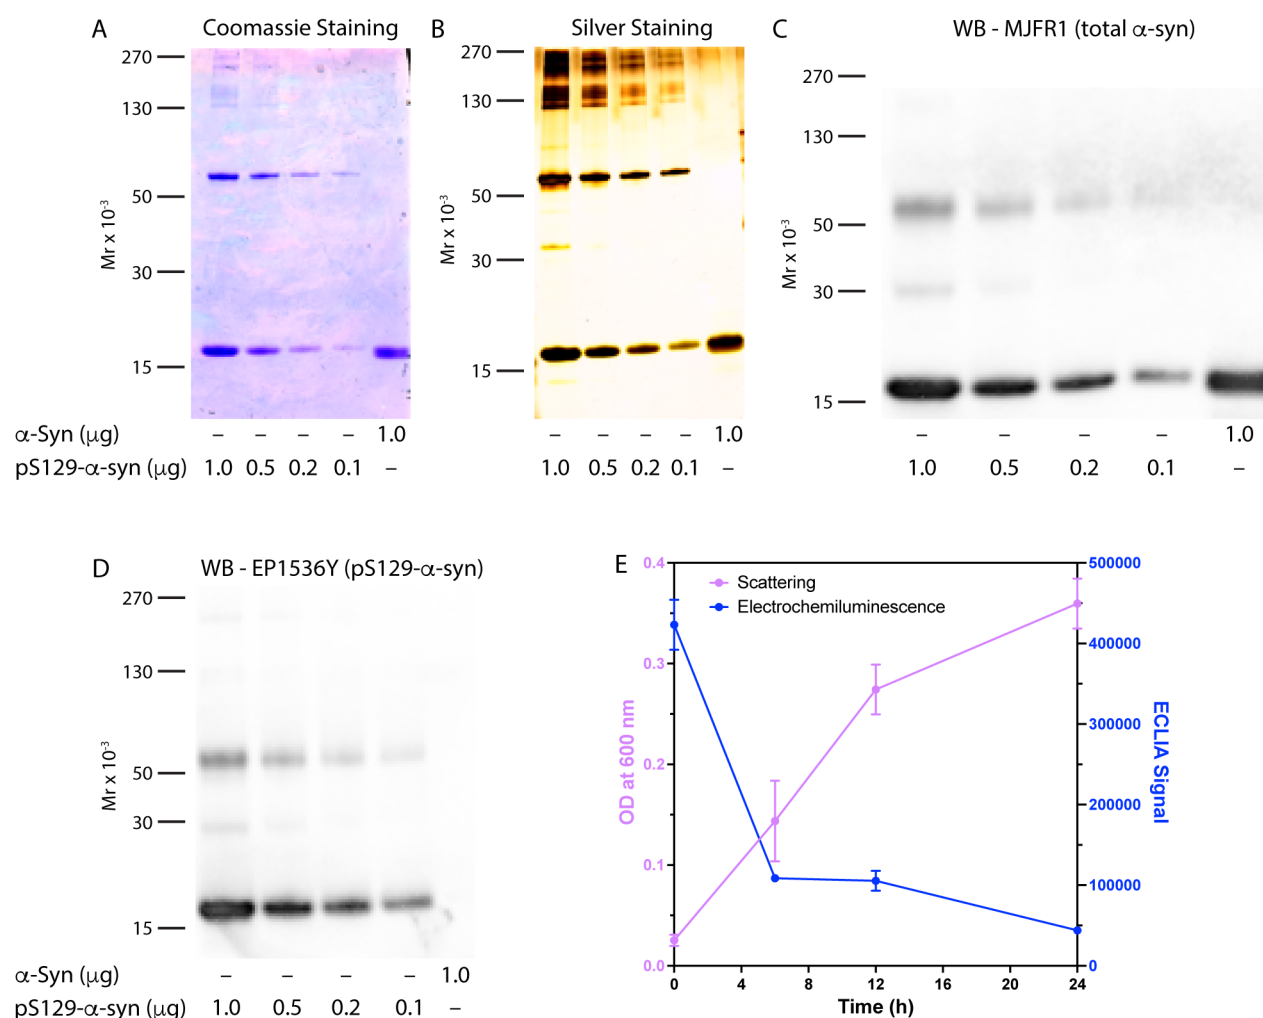 A
Coomassie Staining
270
130
50
30
15
Mr x 10⁻³
α-Syn (μg) – – – – 1.0
pS129-α-syn (μg) 1.0 0.5 0.2 0.1 –
B
Silver Staining
270
130
50
30
15
Mr x 10⁻³
– – – – 1.0
1.0 0.5 0.2 0.1 –
C
WB - MJFR1 (total α-syn)
270
130
50
30
15
Mr x 10⁻³
– – – – 1.0
1.0 0.5 0.2 0.1 –
D
WB - EP1536Y (pS129-α-syn)
270
130
50
30
15
Mr x 10⁻³
α-Syn (μg) – – – – 1.0
pS129-α-syn (μg) 1.0 0.5 0.2 0.1 –
E
Scattering
Electrochemiluminescence
0.4
0.3
0.2
0.1
0.0
OD at 600 nm
500000
400000
300000
200000
100000
0
ECLIA Signal
0 4 8 12 16 20 24
Time (h)